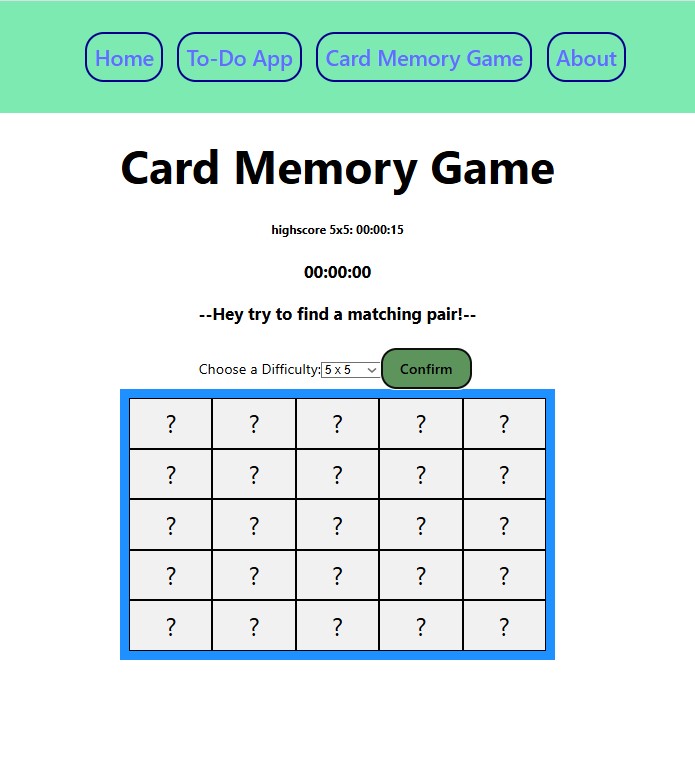 Home To-Do App Card Memory Game About
Card Memory Game
highscore 5x5: 00:00:15
00:00:00
--Hey try to find a matching pair!--
Choose a Difficulty: 5 x 5 Confirm
? ? ? ? ?
? ? ? ? ?
? ? ? ? ?
? ? ? ? ?
? ? ? ? ?